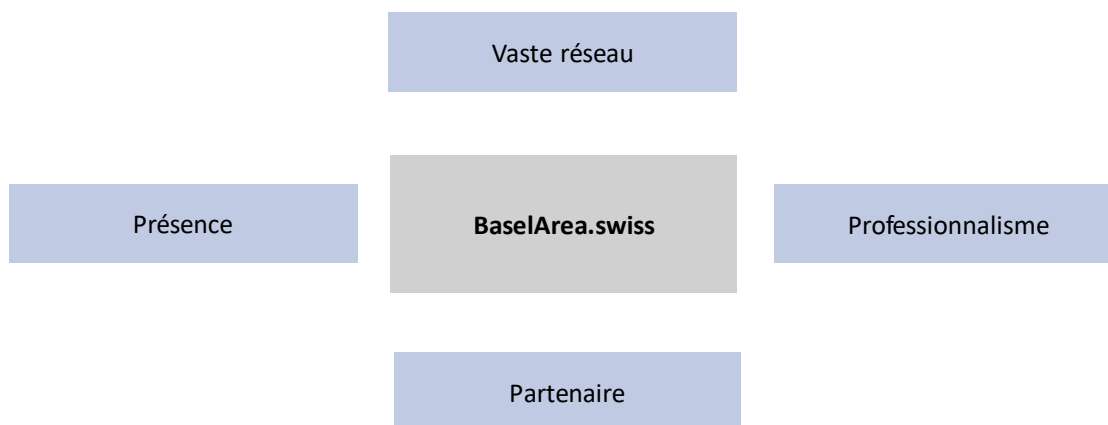 Vaste réseau
Présence
BaselArea.swiss
Professionnalisme
Partenaire